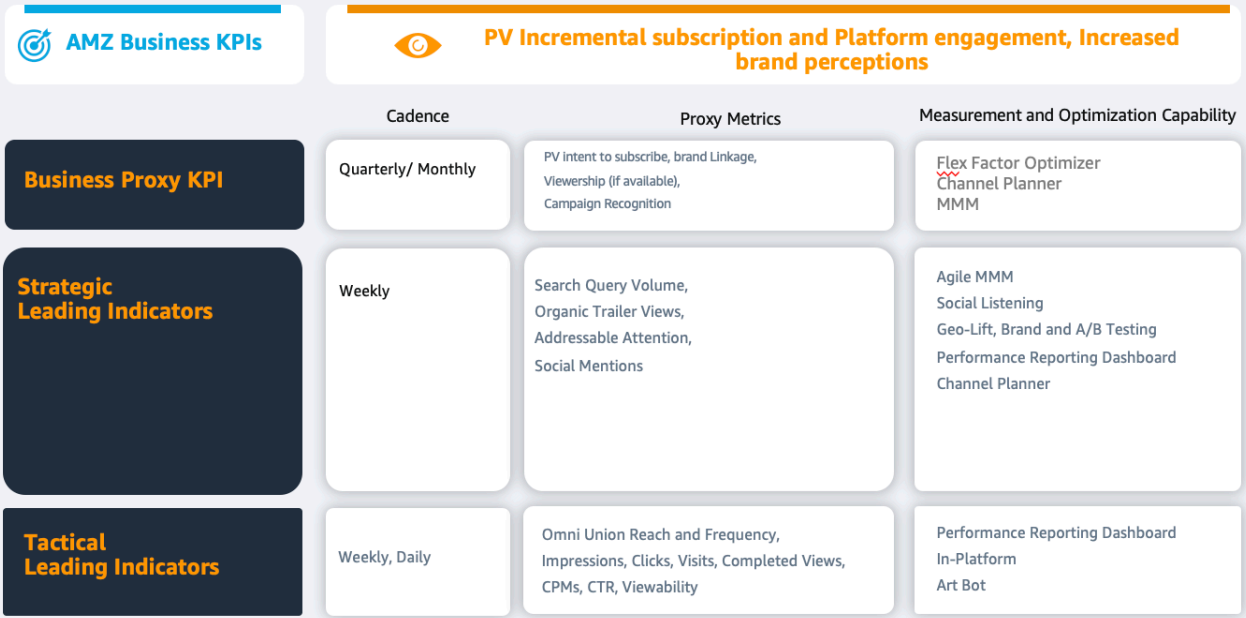 AMZ Business KPIs
PV Incremental subscription and Platform engagement, Increased
brand perceptions
Cadence
Proxy Metrics
Measurement and Optimization Capability
Business Proxy KPI
Quarterly/ Monthly
PV intent to subscribe, brand Linkage,
Viewership (if available),
Campaign Recognition
Flex Factor Optimizer
Channel Planner
MMM
Strategic
Leading Indicators
Weekly
Search Query Volume,
Organic Trailer Views,
Addressable Attention,
Social Mentions
Agile MMM
Social Listening
Geo-Lift, Brand and A/B Testing
Performance Reporting Dashboard
Channel Planner
Tactical
Leading Indicators
Weekly, Daily
Omni Union Reach and Frequency,
Impressions, Clicks, Visits, Completed Views,
CPMs, CTR, Viewability
Performance Reporting Dashboard
In-Platform
Art Bot